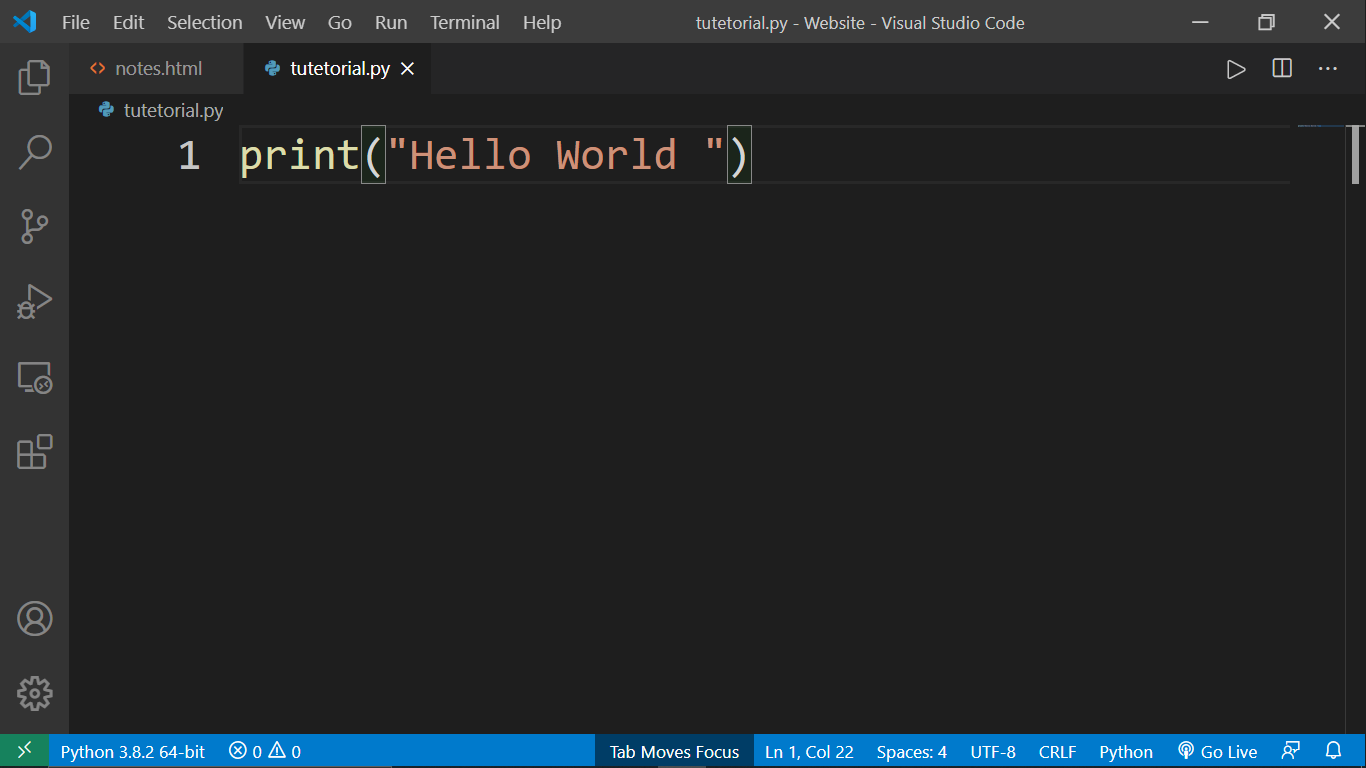 File Edit Selection View Go Run Terminal Help tutetorial.py - Website - Visual Studio Code
notes.html tutetorial.py
tutetorial.py
1 print("Hello World ")
Python 3.8.2 64-bit 0 0 Tab Moves Focus Ln 1, Col 22 Spaces: 4 UTF-8 CRLF Python Go Live